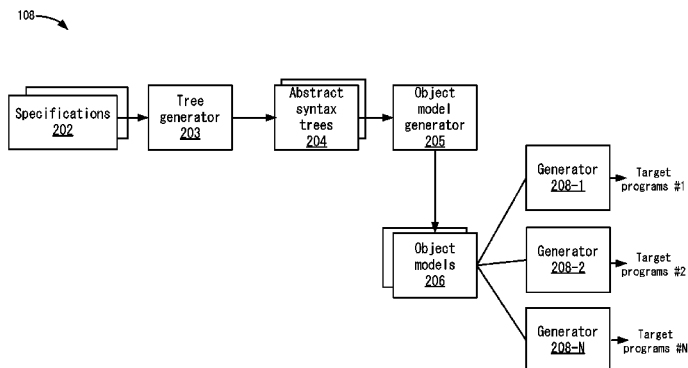 108
Specifications
202
Tree
generator
203
Abstract
syntax
trees
204
Object
model
generator
205
Object
models
206
Generator
208-1
Target
programs #1
Generator
208-2
Target
programs #2
Generator
208-N
Target
programs #N